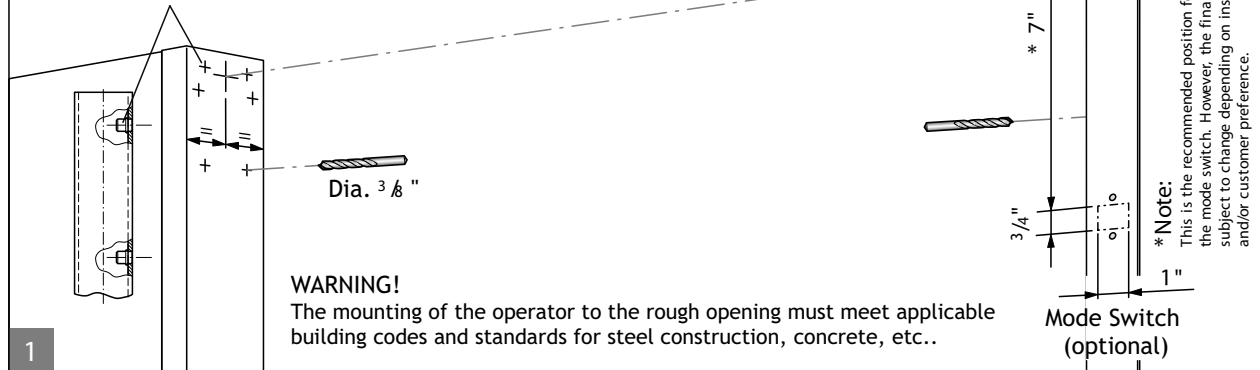 = =
Dia. 3/8 "
* 7"
3/4"
1"
WARNING!
The mounting of the operator to the rough opening must meet applicable
building codes and standards for steel construction, concrete, etc..
Mode Switch
(optional)
*Note:
This is the recommended position
the mode switch. However, the
subject to change depending on
and/or customer preference.
1